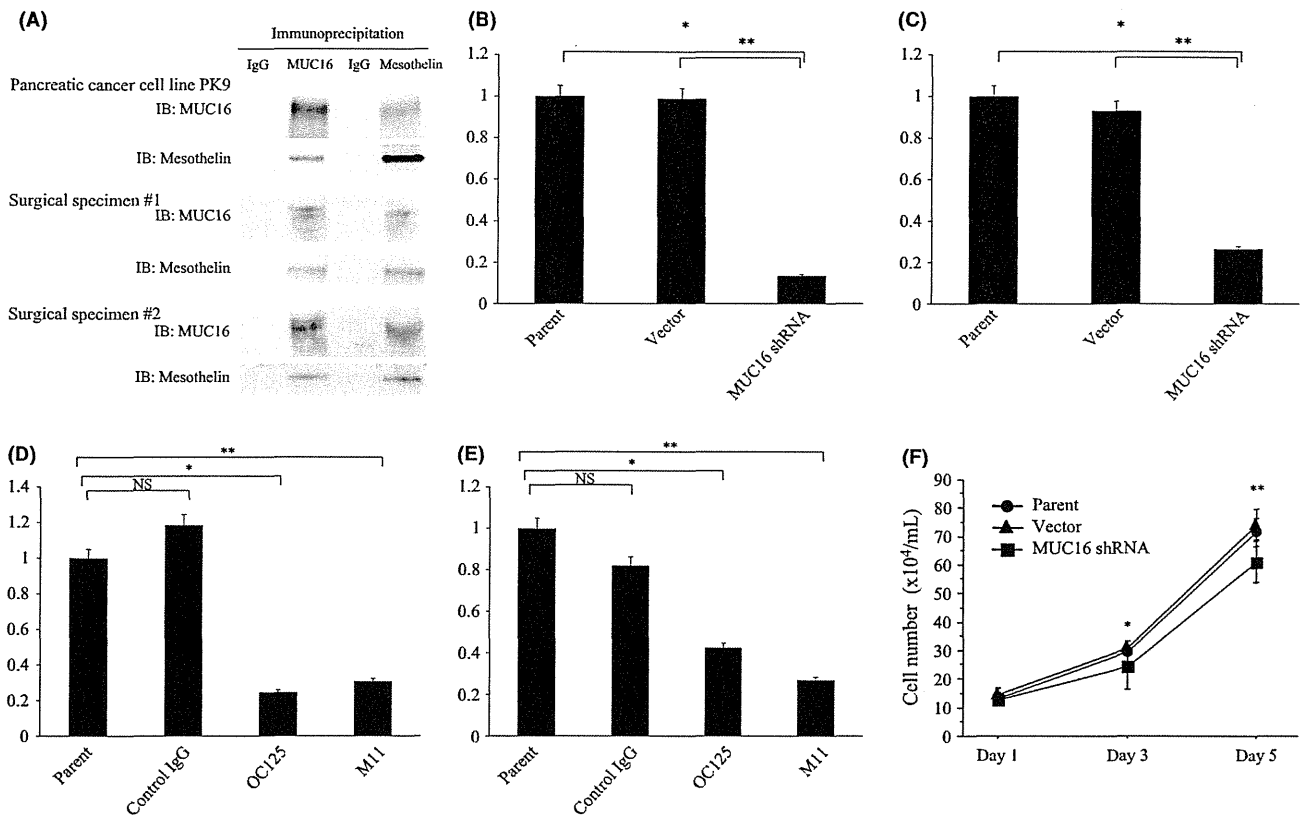 (A)
Immunoprecipitation
IgG MUC16 IgG Mesothelin
Pancreatic cancer cell line PK9
IB: MUC16
IB: Mesothelin
Surgical specimen #1
IB: MUC16
IB: Mesothelin
Surgical specimen #2
IB: MUC16
IB: Mesothelin
(B)
*
**
1.2
1
0.8
0.6
0.4
0.2
0
Parent
Vector
MUC16 shRNA
(C)
*
**
1.2
1
0.8
0.6
0.4
0.2
0
Parent
Vector
MUC16 shRNA
(D)
**
*
NS
1.4
1.2
1
0.8
0.6
0.4
0.2
0
Parent
Control IgG
OC125
M11
(E)
**
*
NS
1.2
1
0.8
0.6
0.4
0.2
0
Parent
Control IgG
OC125
M11
(F)
Cell number (x10⁴/mL)
90
80
70
60
50
40
30
20
10
0
Parent
Vector
MUC16 shRNA
*
**
Day 1
Day 3
Day 5